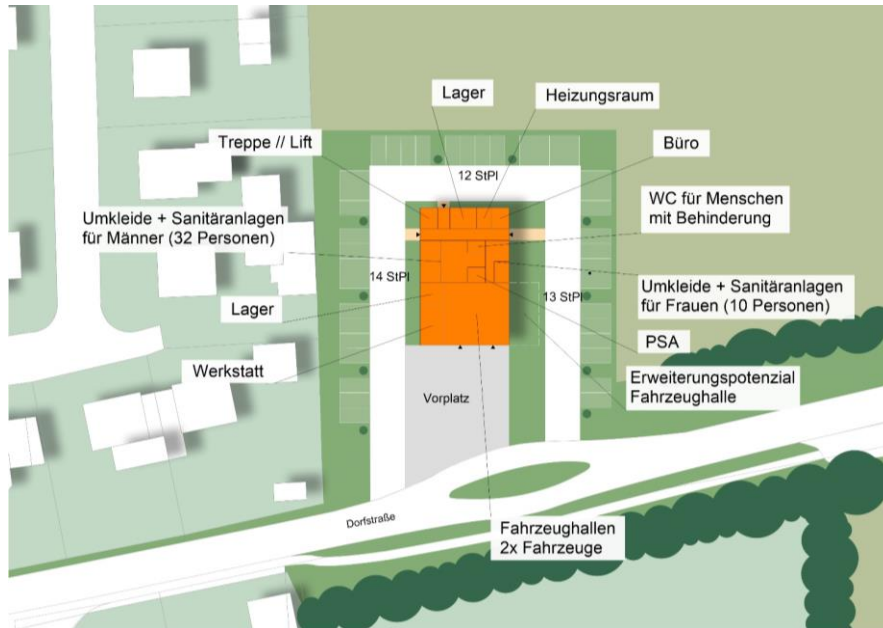 Lager
Heizungsraum
Treppe // Lift
Büro
12 StPl
WC für Menschen
mit Behinderung
Umkleide + Sanitäranlagen
für Männer (32 Personen)
14 StPl
13 StPl
Umkleide + Sanitäranlagen
für Frauen (10 Personen)
Lager
PSA
Werkstatt
Erweiterungspotenzial
Fahrzeughalle
Vorplatz
Dorfstraße
Fahrzeughallen
2x Fahrzeuge